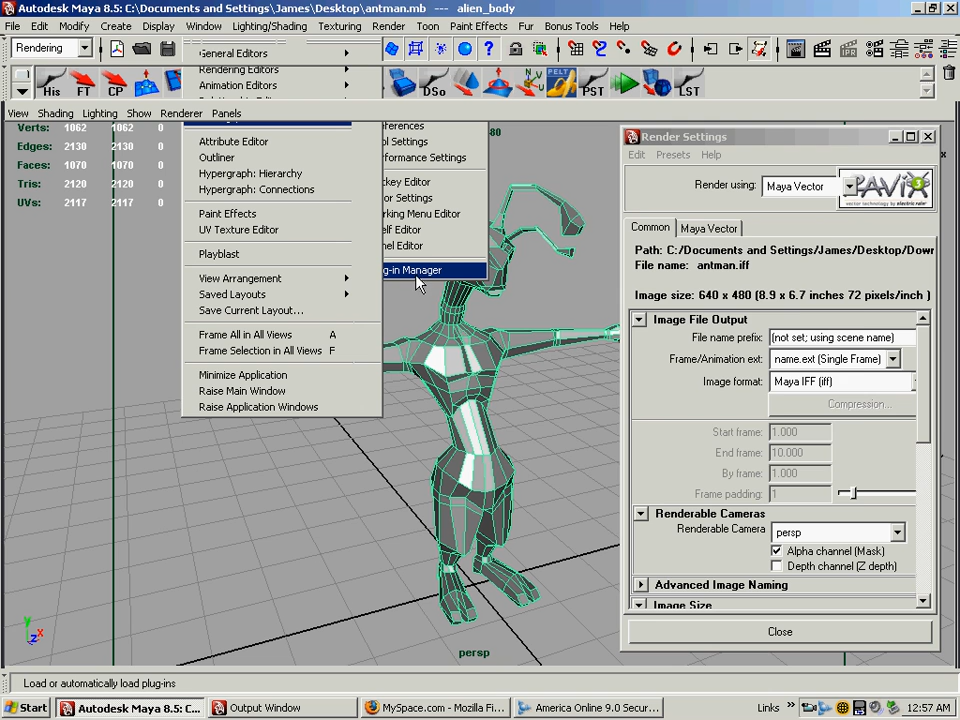 Autodesk Maya 8.5: C:\Documents and Settings\James\Desktop\antman.mb --- alien_body
File Edit Modify Create Display Window Lighting/Shading Texturing Render Toon Paint Effects Fur Muscle Bonus Tools Help
Rendering
General Editors
Rendering Editors
Animation Editors
His FT CP DSo PELT PST LST
View Shading Lighting Show Renderer Panels
Verts: 1062 1062 0
Edges: 2130 2130 0
Faces: 1070 1070 0
Tris: 2120 2120 0
UVs: 2117 1117 0
Attribute Editor
Outliner
Hypergraph: Hierarchy
Hypergraph: Connections
Paint Effects
UV Texture Editor
Playblast
View Arrangement
Saved Layouts
Save Current Layout...
Frame All in All Views A
Frame Selection in All Views F
Minimize Application
Raise Main Window
Raise Application Windows
ferences
ol Settings
rformance Settings
tkey Editor
or Settings
rking Menu Editor
elf Editor
nel Editor
g-in Manager
80
Render Settings
Edit Presets Help
Render using: Maya Vector
RAVIX 3
Common Maya Vector
Path: C:/Documents and Settings/James/Desktop/Dowr
File name: antman.iff
Image size: 640 x 480 (8.9 x 6.7 inches 72 pixels/inch )
Image File Output
File name prefix: (not set; using scene name)
Frame/Animation ext: name.ext (Single Frame)
Image format: Maya IFF (iff)
Compression...
Start frame: 1.000
End frame: 10.000
By frame: 1.000
Frame padding: 1
Renderable Cameras
Renderable Camera persp
Alpha channel (Mask)
Depth channel (Z depth)
Advanced Image Naming
Image Size
Close
y x z
persp
Load or automatically load plug-ins
Start Autodesk Maya 8.5: C... Output Window MySpace.com - Mozilla Fi... America Online 9.0 Secur... Links » 12:57 AM